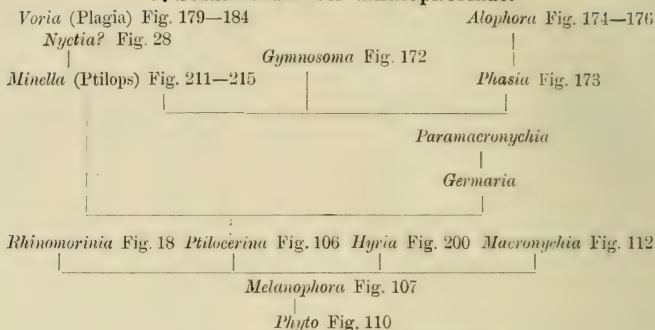 Voria (Plagia) Fig. 179—184 Alophora Fig. 174—176
Nyctia? Fig. 28
Gymnosoma Fig. 172
Minella (Ptilops) Fig. 211—215 Phasia Fig. 173
Paramacronychia
Germaria
Rhinomorinia Fig. 18 Ptilocerina Fig. 106 Hyria Fig. 200 Macronychia Fig. 112
Melanophora Fig. 107
Phyto Fig. 110